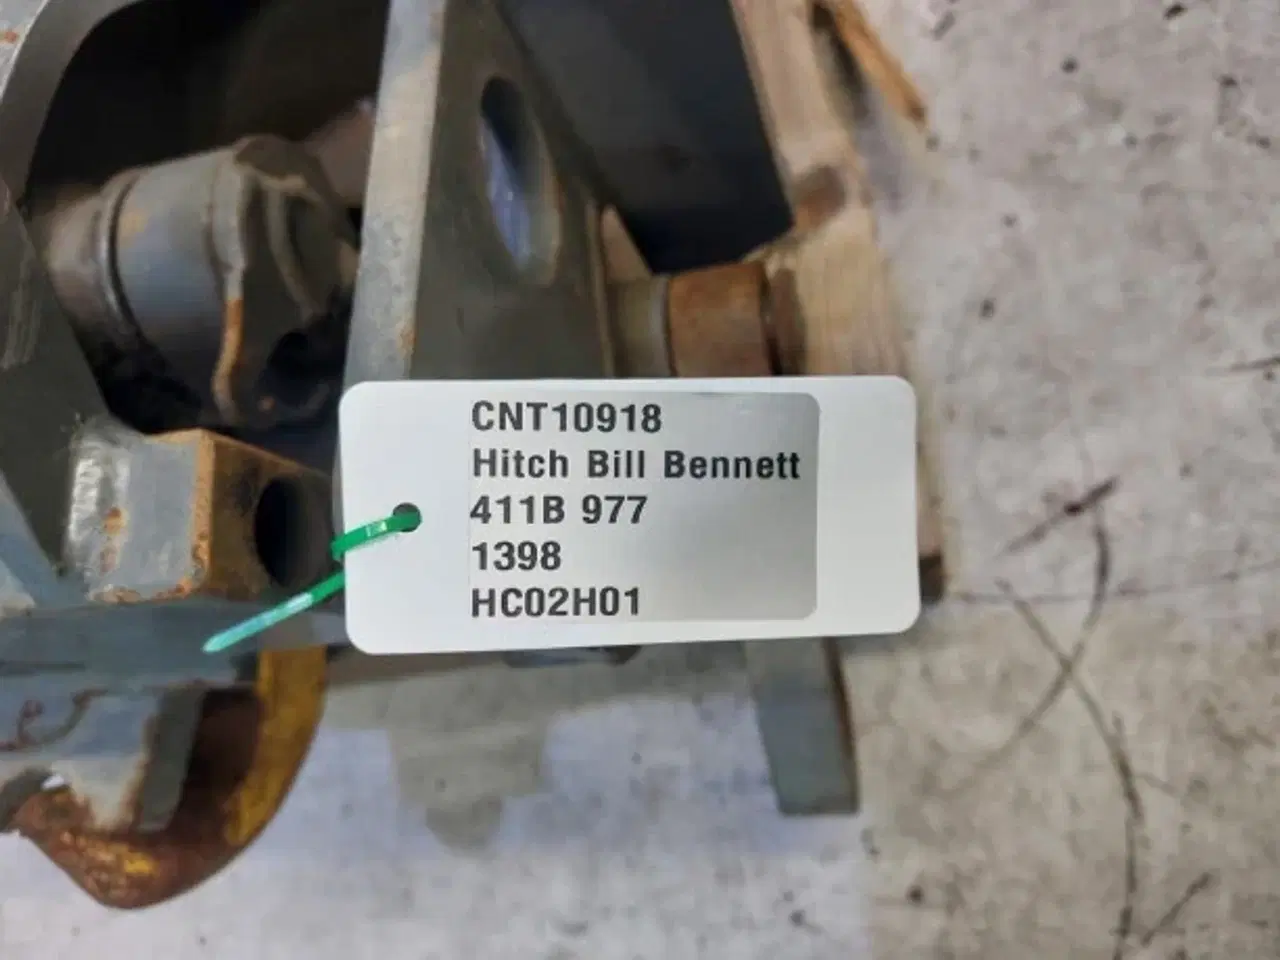 CNT10918
Hitch Bill Bennett
411B 977
1398
HC02H01